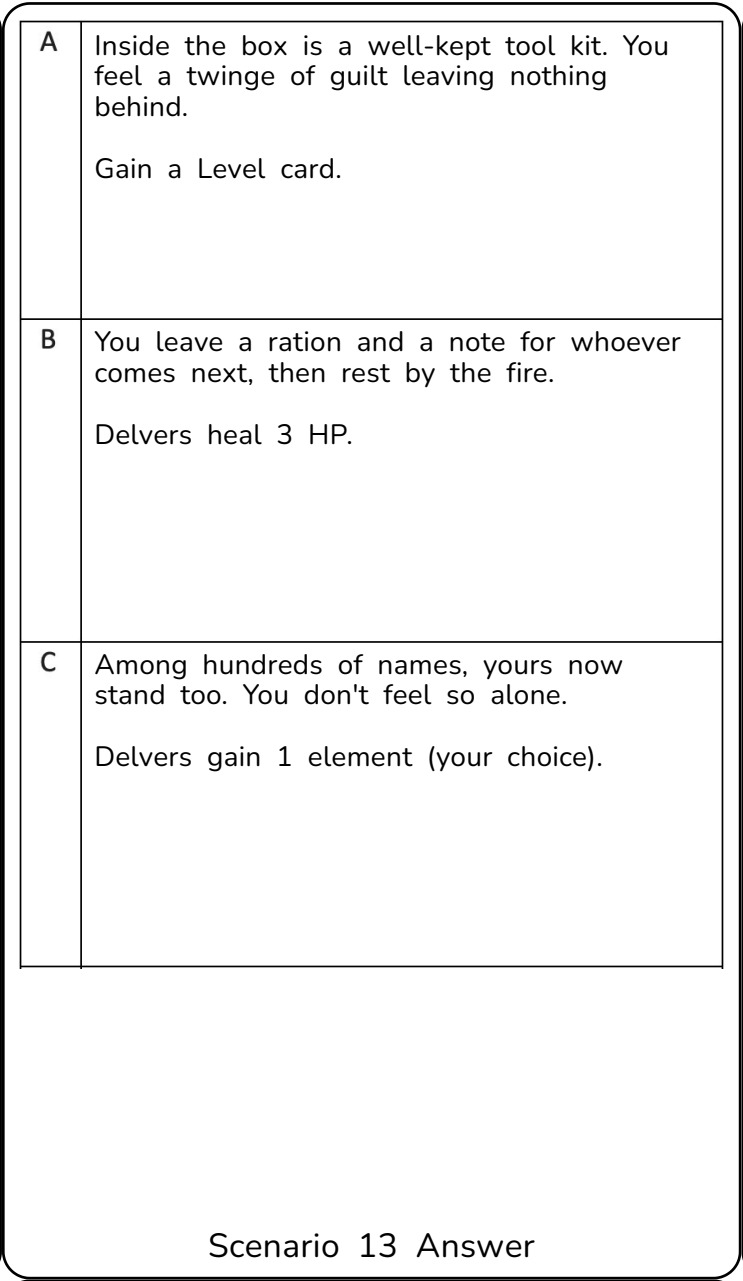 A
Inside the box is a well-kept tool kit. You
feel a twinge of guilt leaving nothing
behind.
Gain a Level card.
B
You leave a ration and a note for whoever
comes next, then rest by the fire.
Delvers heal 3 HP.
C
Among hundreds of names, yours now
stand too. You don't feel so alone.
Delvers gain 1 element (your choice).
Scenario 13 Answer